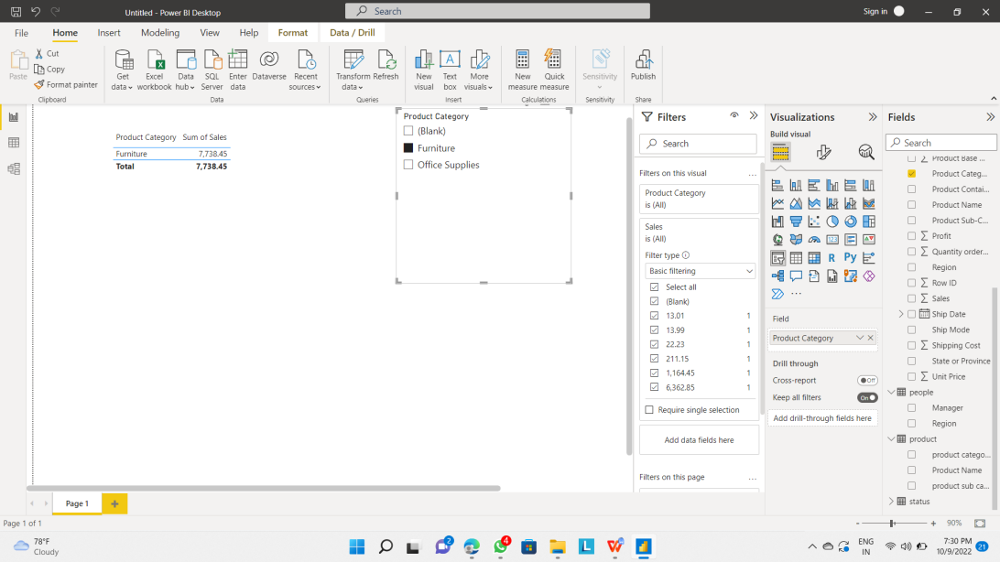 Untitled - Power BI Desktop
Search
Sign in
File
Home
Insert
Modeling
View
Help
Format
Data / Drill
Paste
Cut
Copy
Format painter
Clipboard
Get data
Excel workbook
Data hub
SQL Server
Enter data
Dataverse
Recent sources
Data
Transform data
Refresh
Queries
New visual
Text box
More visuals
Insert
New measure
Quick measure
Calculations
Sensitivity
Sensitivity
Publish
Share
Product Category Sum of Sales
Furniture 7,738.45
Total 7,738.45
Product Category
(Blank)
Furniture
Office Supplies
Filters
Search
Filters on this visual ...
Product Category
is (All)
Sales
is (All)
Filter type
Basic filtering
Select all
(Blank)
13.01 1
13.99 1
22.23 1
211.15 1
1,164.45 1
6,362.85 1
Require single selection
Add data fields here
Filters on this page ...
Visualizations
Build visual
123
R Py
...
Field
Product Category
Drill through
Cross-report Off
Keep all filters On
Add drill-through fields here
Fields
Search
Product Base ...
Product Categ...
Product Contai...
Product Name
Product Sub-C...
Profit
Quantity order...
Region
Row ID
Sales
Ship Date
Ship Mode
Shipping Cost
State or Province
Unit Price
people
Manager
Region
product
product catego...
Product Name
product sub ca...
status
Page 1
Page 1 of 1
- + 90%
78°F
Cloudy
2
4
L
ENG
IN
7:30 PM
10/9/2022
21